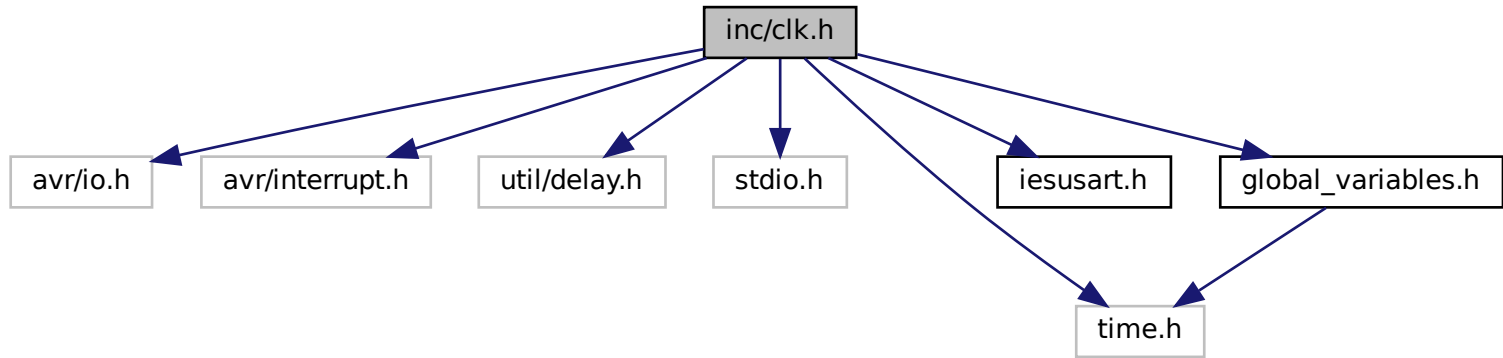 inc/clk.h
avr/io.h
avr/interrupt.h
util/delay.h
stdio.h
iesusart.h
global_variables.h
time.h